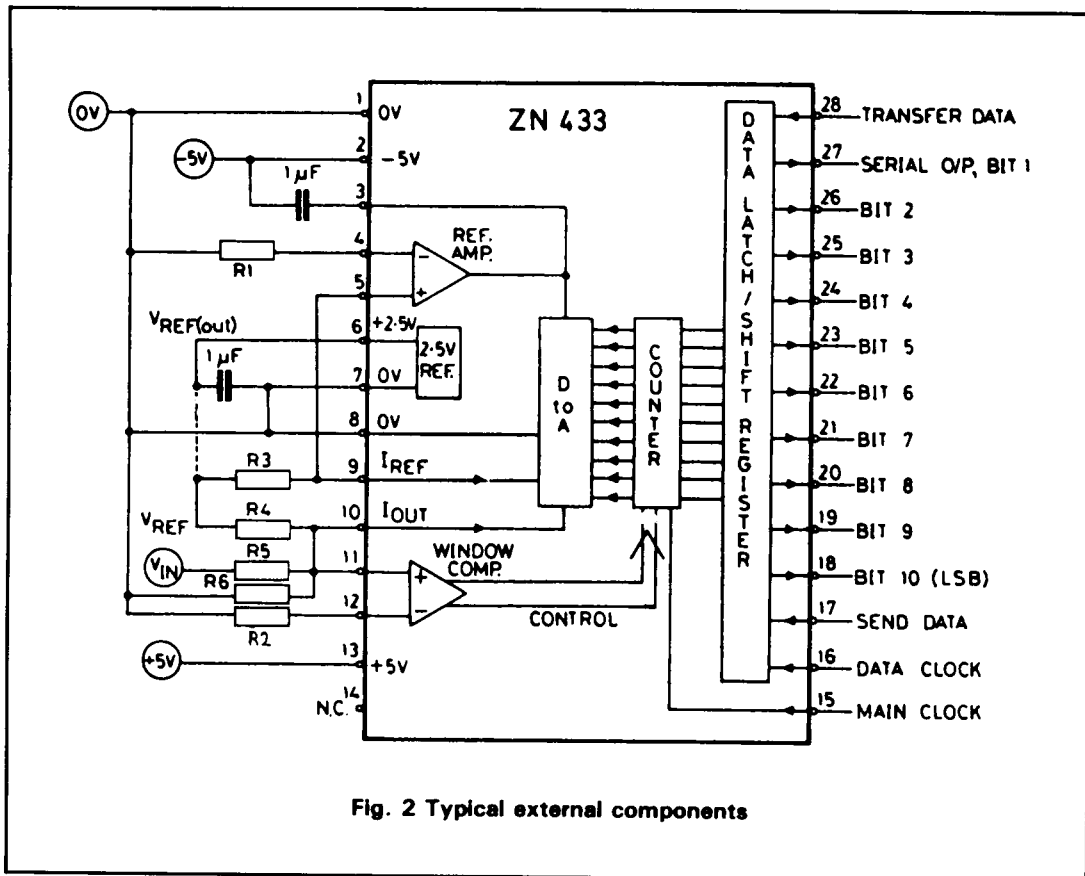 ZN 433
0V
1
0V
-5V
2
-5V
1 μF
3
4
R1
REF.
AMP.
-
+
5
VREF(out)
6
+2·5V
1 μF
2·5V
REF.
7
0V
8
0V
R3
9
IREF
VREF
R4
10
IOUT
VIN
R5
11
WINDOW
COMP.
+
-
R6
12
CONTROL
R2
+5V
13
+5V
N.C.
14
D
to
A
COUNTER
DATA LATCH / SHIFT REGISTER
28
TRANSFER DATA
27
SERIAL O/P, BIT 1
26
BIT 2
25
BIT 3
24
BIT 4
23
BIT 5
22
BIT 6
21
BIT 7
20
BIT 8
19
BIT 9
18
BIT 10 (LSB)
17
SEND DATA
16
DATA CLOCK
15
MAIN CLOCK
Fig. 2 Typical external components